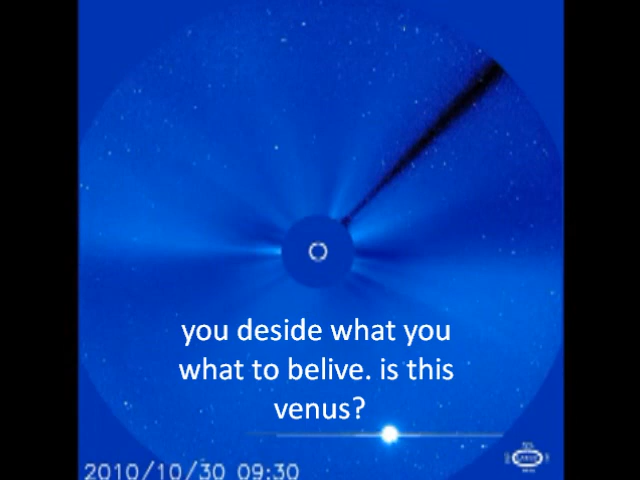 you deside what you
what to belive. is this
venus?
2010/10/30 09:30